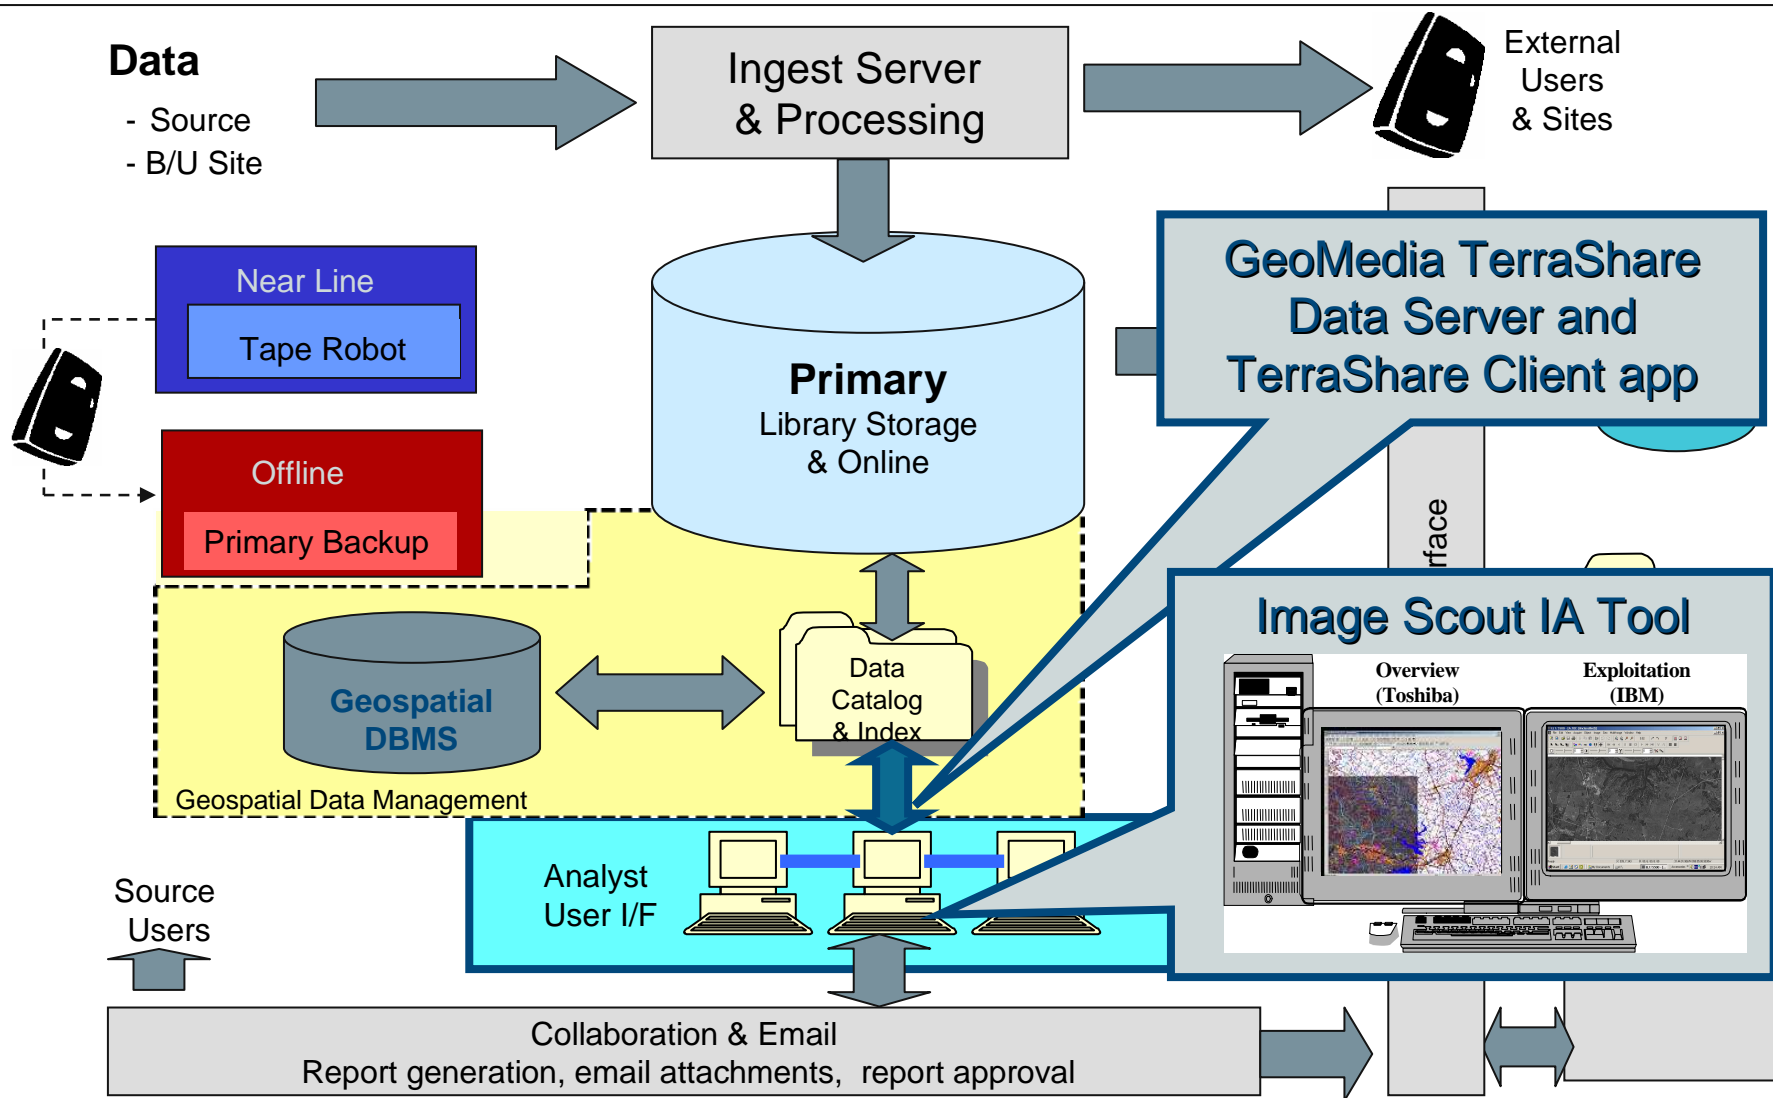 Data
- Source
- B/U Site
Ingest Server
& Processing
External
Users
& Sites
Near Line
Tape Robot
Offline
Primary Backup
Primary
Library Storage
& Online
GeoMedia TerraShare
Data Server and
TerraShare Client app
rface
Geospatial
DBMS
Data
Catalog
& Index
Geospatial Data Management
Image Scout IA Tool
Overview
(Toshiba)
Exploitation
(IBM)
Analyst
User I/F
Source
Users
Collaboration & Email
Report generation, email attachments, report approval